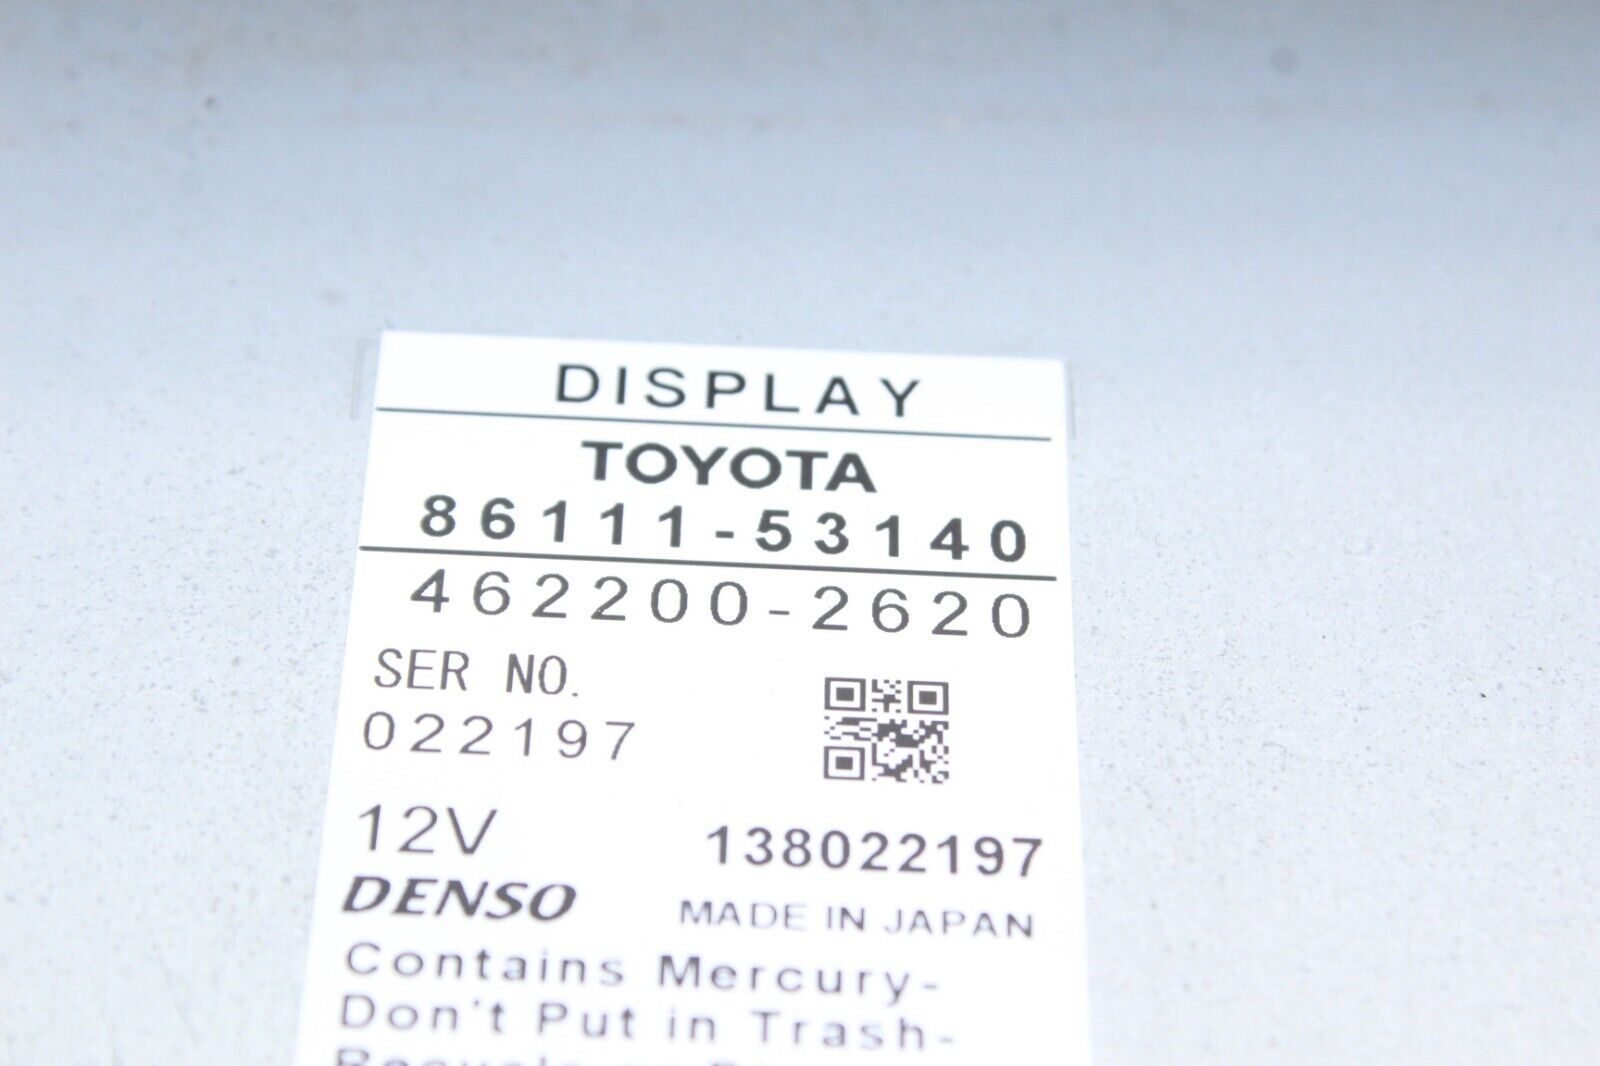 DISPLAY
TOYOTA
86111-53140
462200-2620
SER NO.
022197
12V 138022197
DENSO MADE IN JAPAN
Contains Mercury-
Don't Put in Trash-